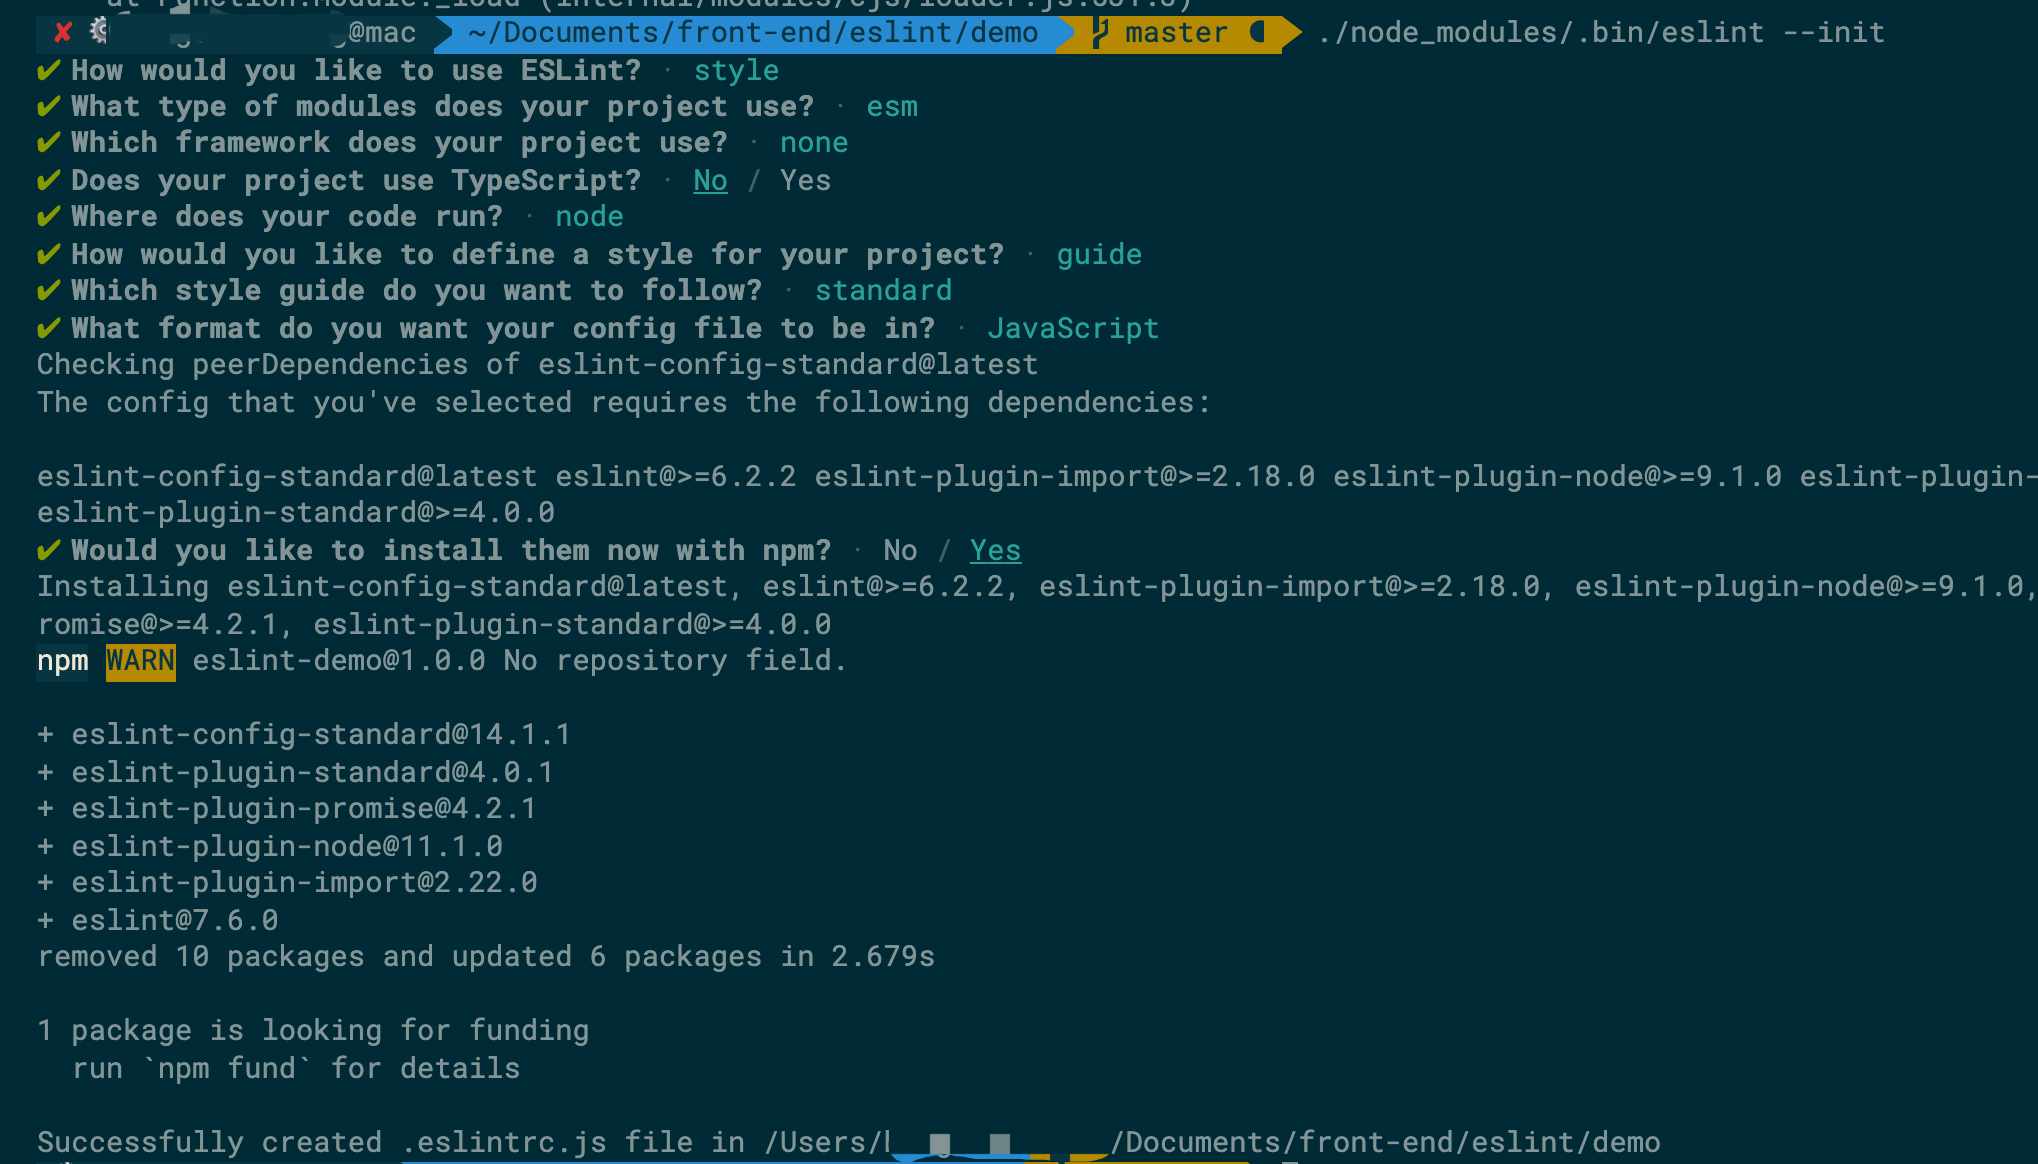 @mac ~/Documents/front-end/eslint/demo master ./node_modules/.bin/eslint --init
✔ How would you like to use ESLint? · style
✔ What type of modules does your project use? · esm
✔ Which framework does your project use? · none
✔ Does your project use TypeScript? · No / Yes
✔ Where does your code run? · node
✔ How would you like to define a style for your project? · guide
✔ Which style guide do you want to follow? · standard
✔ What format do you want your config file to be in? · JavaScript
Checking peerDependencies of eslint-config-standard@latest
The config that you've selected requires the following dependencies:
eslint-config-standard@latest eslint@>=6.2.2 eslint-plugin-import@>=2.18.0 eslint-plugin-node@>=9.1.0 eslint-plugin-
eslint-plugin-standard@>=4.0.0
✔ Would you like to install them now with npm? · No / Yes
Installing eslint-config-standard@latest, eslint@>=6.2.2, eslint-plugin-import@>=2.18.0, eslint-plugin-node@>=9.1.0,
romise@>=4.2.1, eslint-plugin-standard@>=4.0.0
npm WARN eslint-demo@1.0.0 No repository field.
+ eslint-config-standard@14.1.1
+ eslint-plugin-standard@4.0.1
+ eslint-plugin-promise@4.2.1
+ eslint-plugin-node@11.1.0
+ eslint-plugin-import@2.22.0
+ eslint@7.6.0
removed 10 packages and updated 6 packages in 2.679s
1 package is looking for funding
run `npm fund` for details
Successfully created .eslintrc.js file in /Users/ /Documents/front-end/eslint/demo